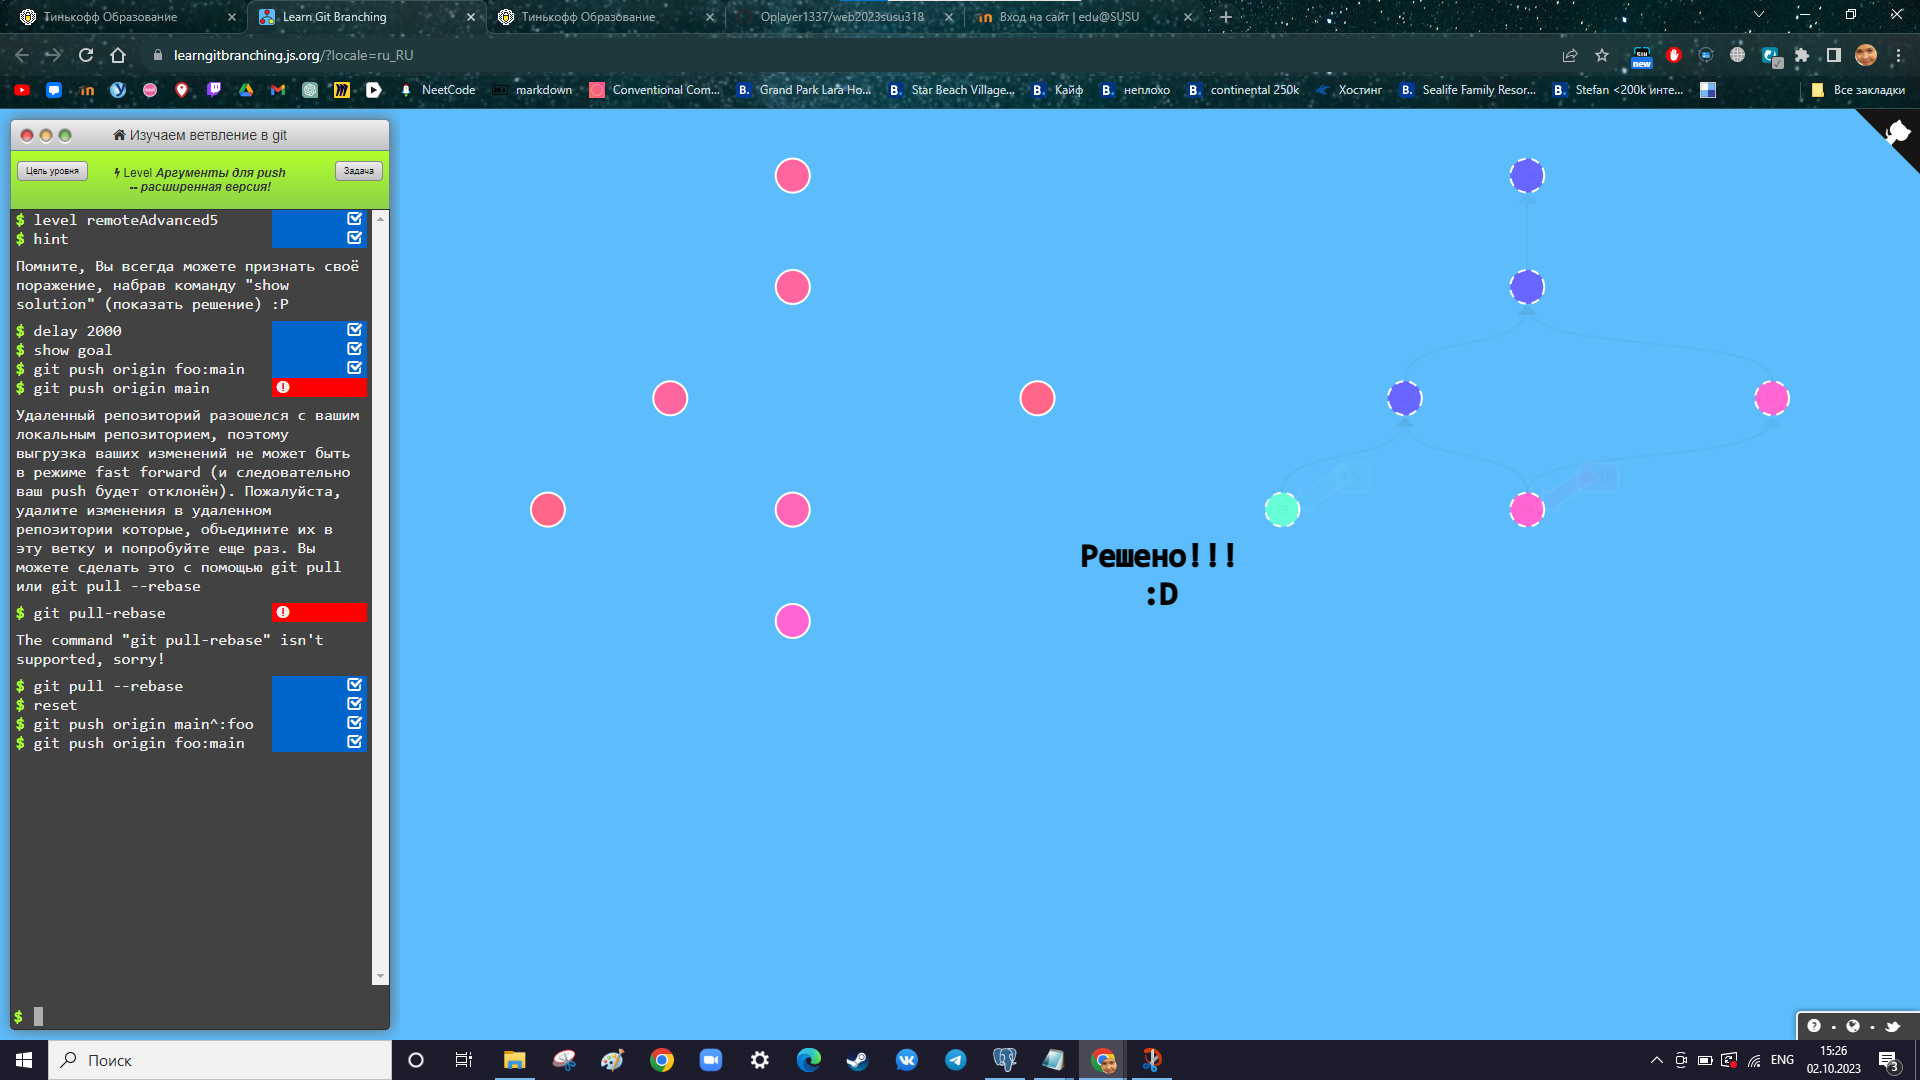 Тинькофф Образование
Learn Git Branching
Тинькофф Образование
Oplayer1337/web2023susu318
Вход на сайт | edu@SUSU
learngitbranching.js.org/?locale=ru_RU
new
NeetCode
markdown
Conventional Com...
Grand Park Lara Ho...
Star Beach Village...
Кайф
неплохо
continental 250k
Хостинг
Sealife Family Resor...
Stefan <200k инте...
Все закладки
Изучаем ветвление в git
Цель уровня
Level Аргументы для push
-- расширенная версия!
Задача
$ level remoteAdvanced5
$ hint
Помните, Вы всегда можете признать своё
поражение, набрав команду "show
solution" (показать решение) :P
$ delay 2000
$ show goal
$ git push origin foo:main
$ git push origin main
Удаленный репозиторий разошелся с вашим
локальным репозиторием, поэтому
выгрузка ваших изменений не может быть
в режиме fast forward (и следовательно
ваш push будет отклонён). Пожалуйста,
удалите изменения в удаленном
репозитории которые, объедините их в
эту ветку и попробуйте еще раз. Вы
можете сделать это с помощью git pull
или git pull --rebase
$ git pull-rebase
The command "git pull-rebase" isn't
supported, sorry!
$ git pull --rebase
$ reset
$ git push origin main^:foo
$ git push origin foo:main
$
Решено!!!
:D
Поиск
ENG
15:26
02.10.2023
3